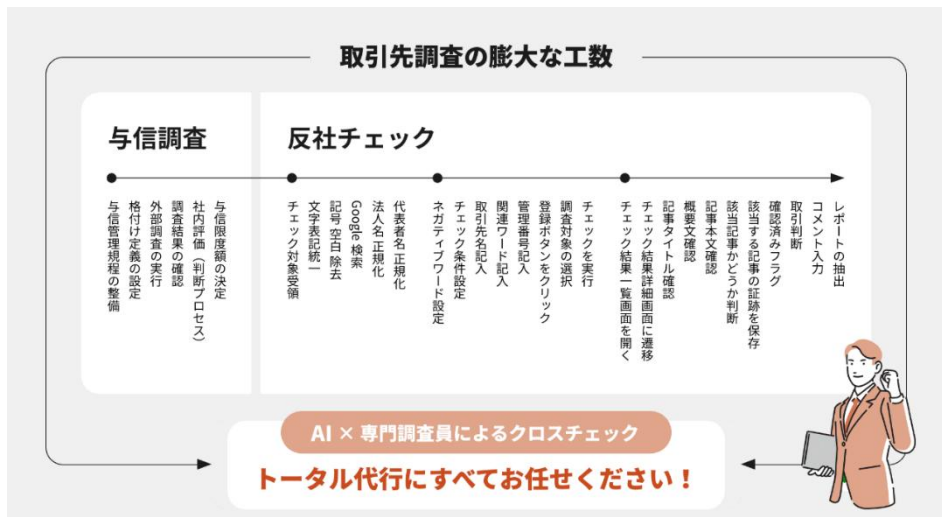 取引先調査の膨大な工数
与信調査
与信管理規程の整備
格付け定義の設定
外部調査の実行
調査結果の確認
社内評価（判断プロセス）
与信限度額の決定
反社チェック
チェック対象受領
文字表記統一
記号 空白 除去
Google 検索
法人名 正規化
代表者名 正規化
ネガティブワード設定
チェック条件設定
取引先名記入
関連ワード記入
管理番号記入
登録ボタンをクリック
調査対象の選択
チェックを実行
チェック結果一覧画面を開く
チェック結果詳細画面に遷移
記事タイトル確認
概要文確認
記事本文確認
該当記事かどうか判断
該当する記事の証跡を保存
確認済みフラグ
取引判断
コメント入力
レポートの抽出
AI × 専門調査員によるクロスチェック
トータル代行にすべてお任せください！